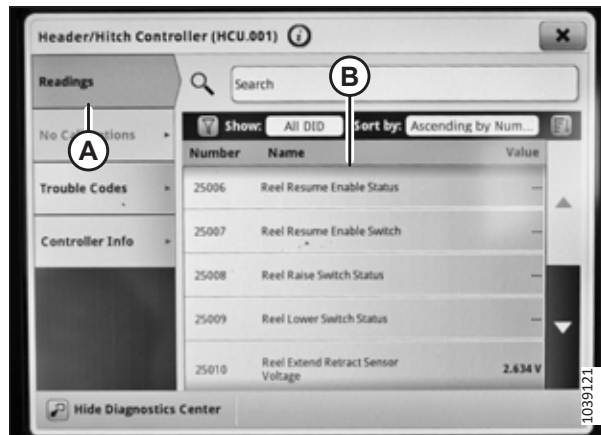 Header/Hitch Controller (HCU.001)
Readings
Search
B
Show: All DID Sort by: Ascending by Num...
No Cal tions
A
Number Name Value
Trouble Codes
25006 Reel Resume Enable Status ---
25007 Reel Resume Enable Switch ---
Controller Info
25008 Reel Raise Switch Status ---
25009 Reel Lower Switch Status ---
25010 Reel Extend Retract Sensor
Voltage 2.634 V
Hide Diagnostics Center
1039121